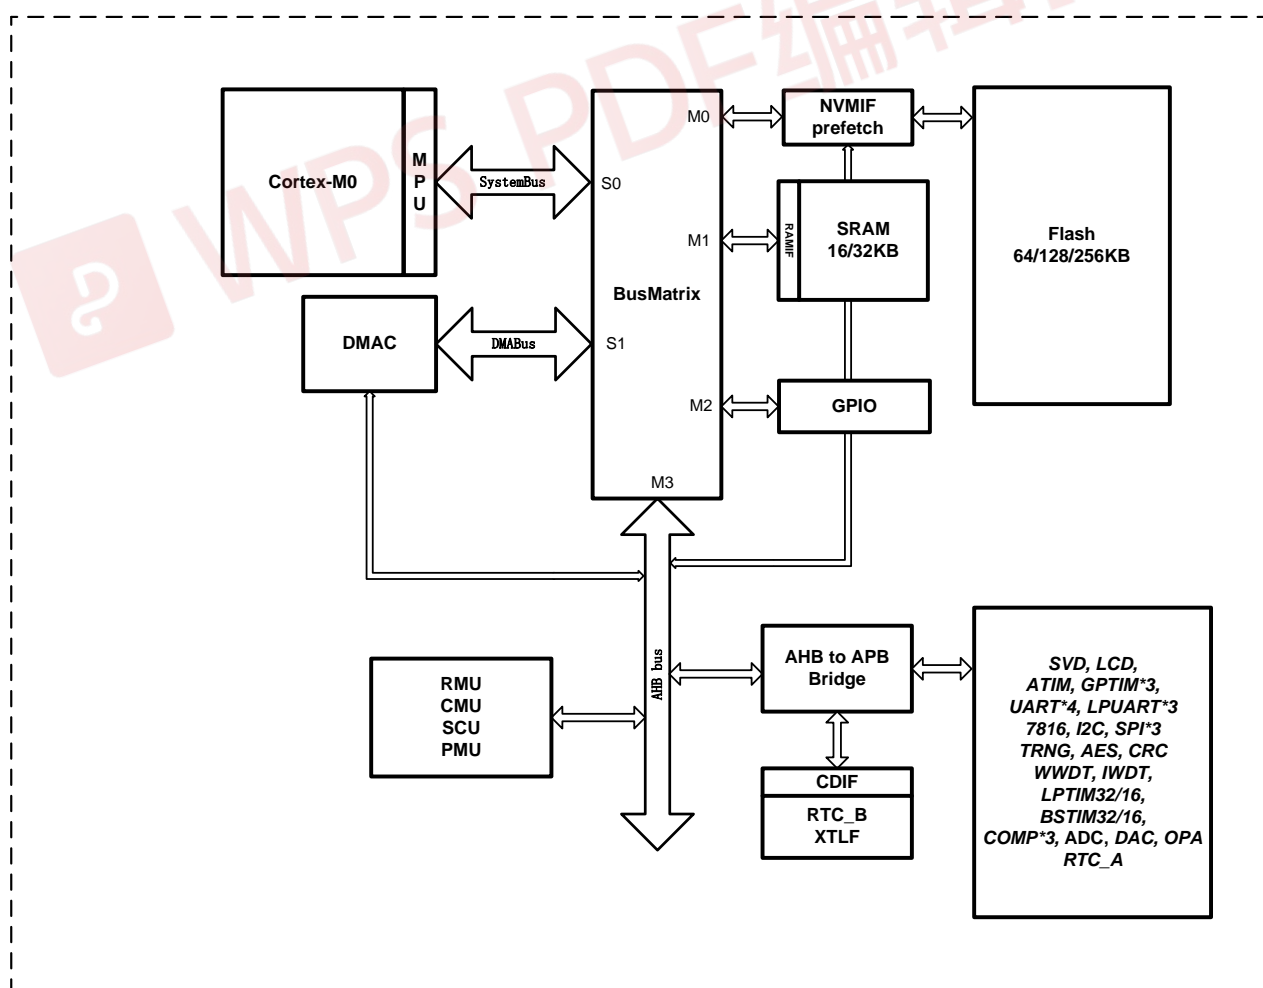 WPS PDF编辑
Cortex-M0
M
P
U
SystemBus
S0
DMAC
DMABus
S1
BusMatrix
M0
M1
M2
M3
NVMIF
prefetch
RAMIF
SRAM
16/32KB
GPIO
Flash
64/128/256KB
AHB bus
RMU
CMU
SCU
PMU
AHB to APB
Bridge
CDIF
RTC_B
XTLF
SVD, LCD,
ATIM, GPTIM*3,
UART*4, LPUART*3
7816, I2C, SPI*3
TRNG, AES, CRC
WWDT, IWDT,
LPTIM32/16,
BSTIM32/16,
COMP*3, ADC, DAC, OPA
RTC_A